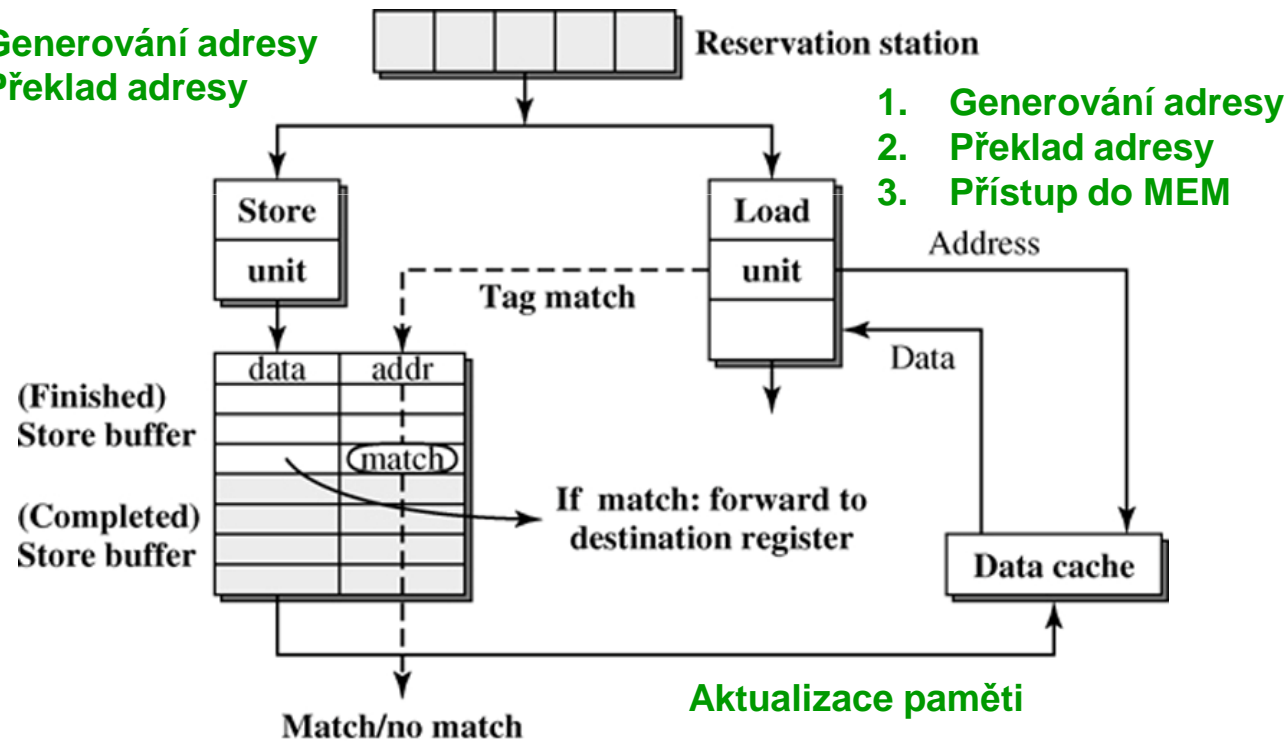 Generování adresy
Překlad adresy
Reservation station
1. Generování adresy
2. Překlad adresy
3. Přístup do MEM
Store
unit
Load
unit
Address
Tag match
Data
data addr
(Finished)
Store buffer
match
(Completed)
Store buffer
If match: forward to
destination register
Data cache
Aktualizace paměti
Match/no match